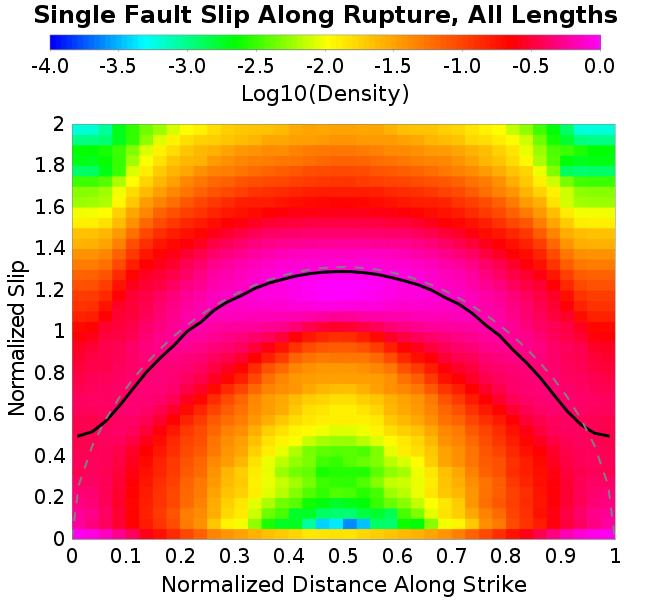 Single Fault Slip Along Rupture, All Lengths
-4.0 -3.5 -3.0 -2.5 -2.0 -1.5 -1.0 -0.5 0.0
Log10(Density)
2
1.8
1.6
1.4
1.2
1
0.8
0.6
0.4
0.2
0
Normalized Slip
0 0.1 0.2 0.3 0.4 0.5 0.6 0.7 0.8 0.9 1
Normalized Distance Along Strike